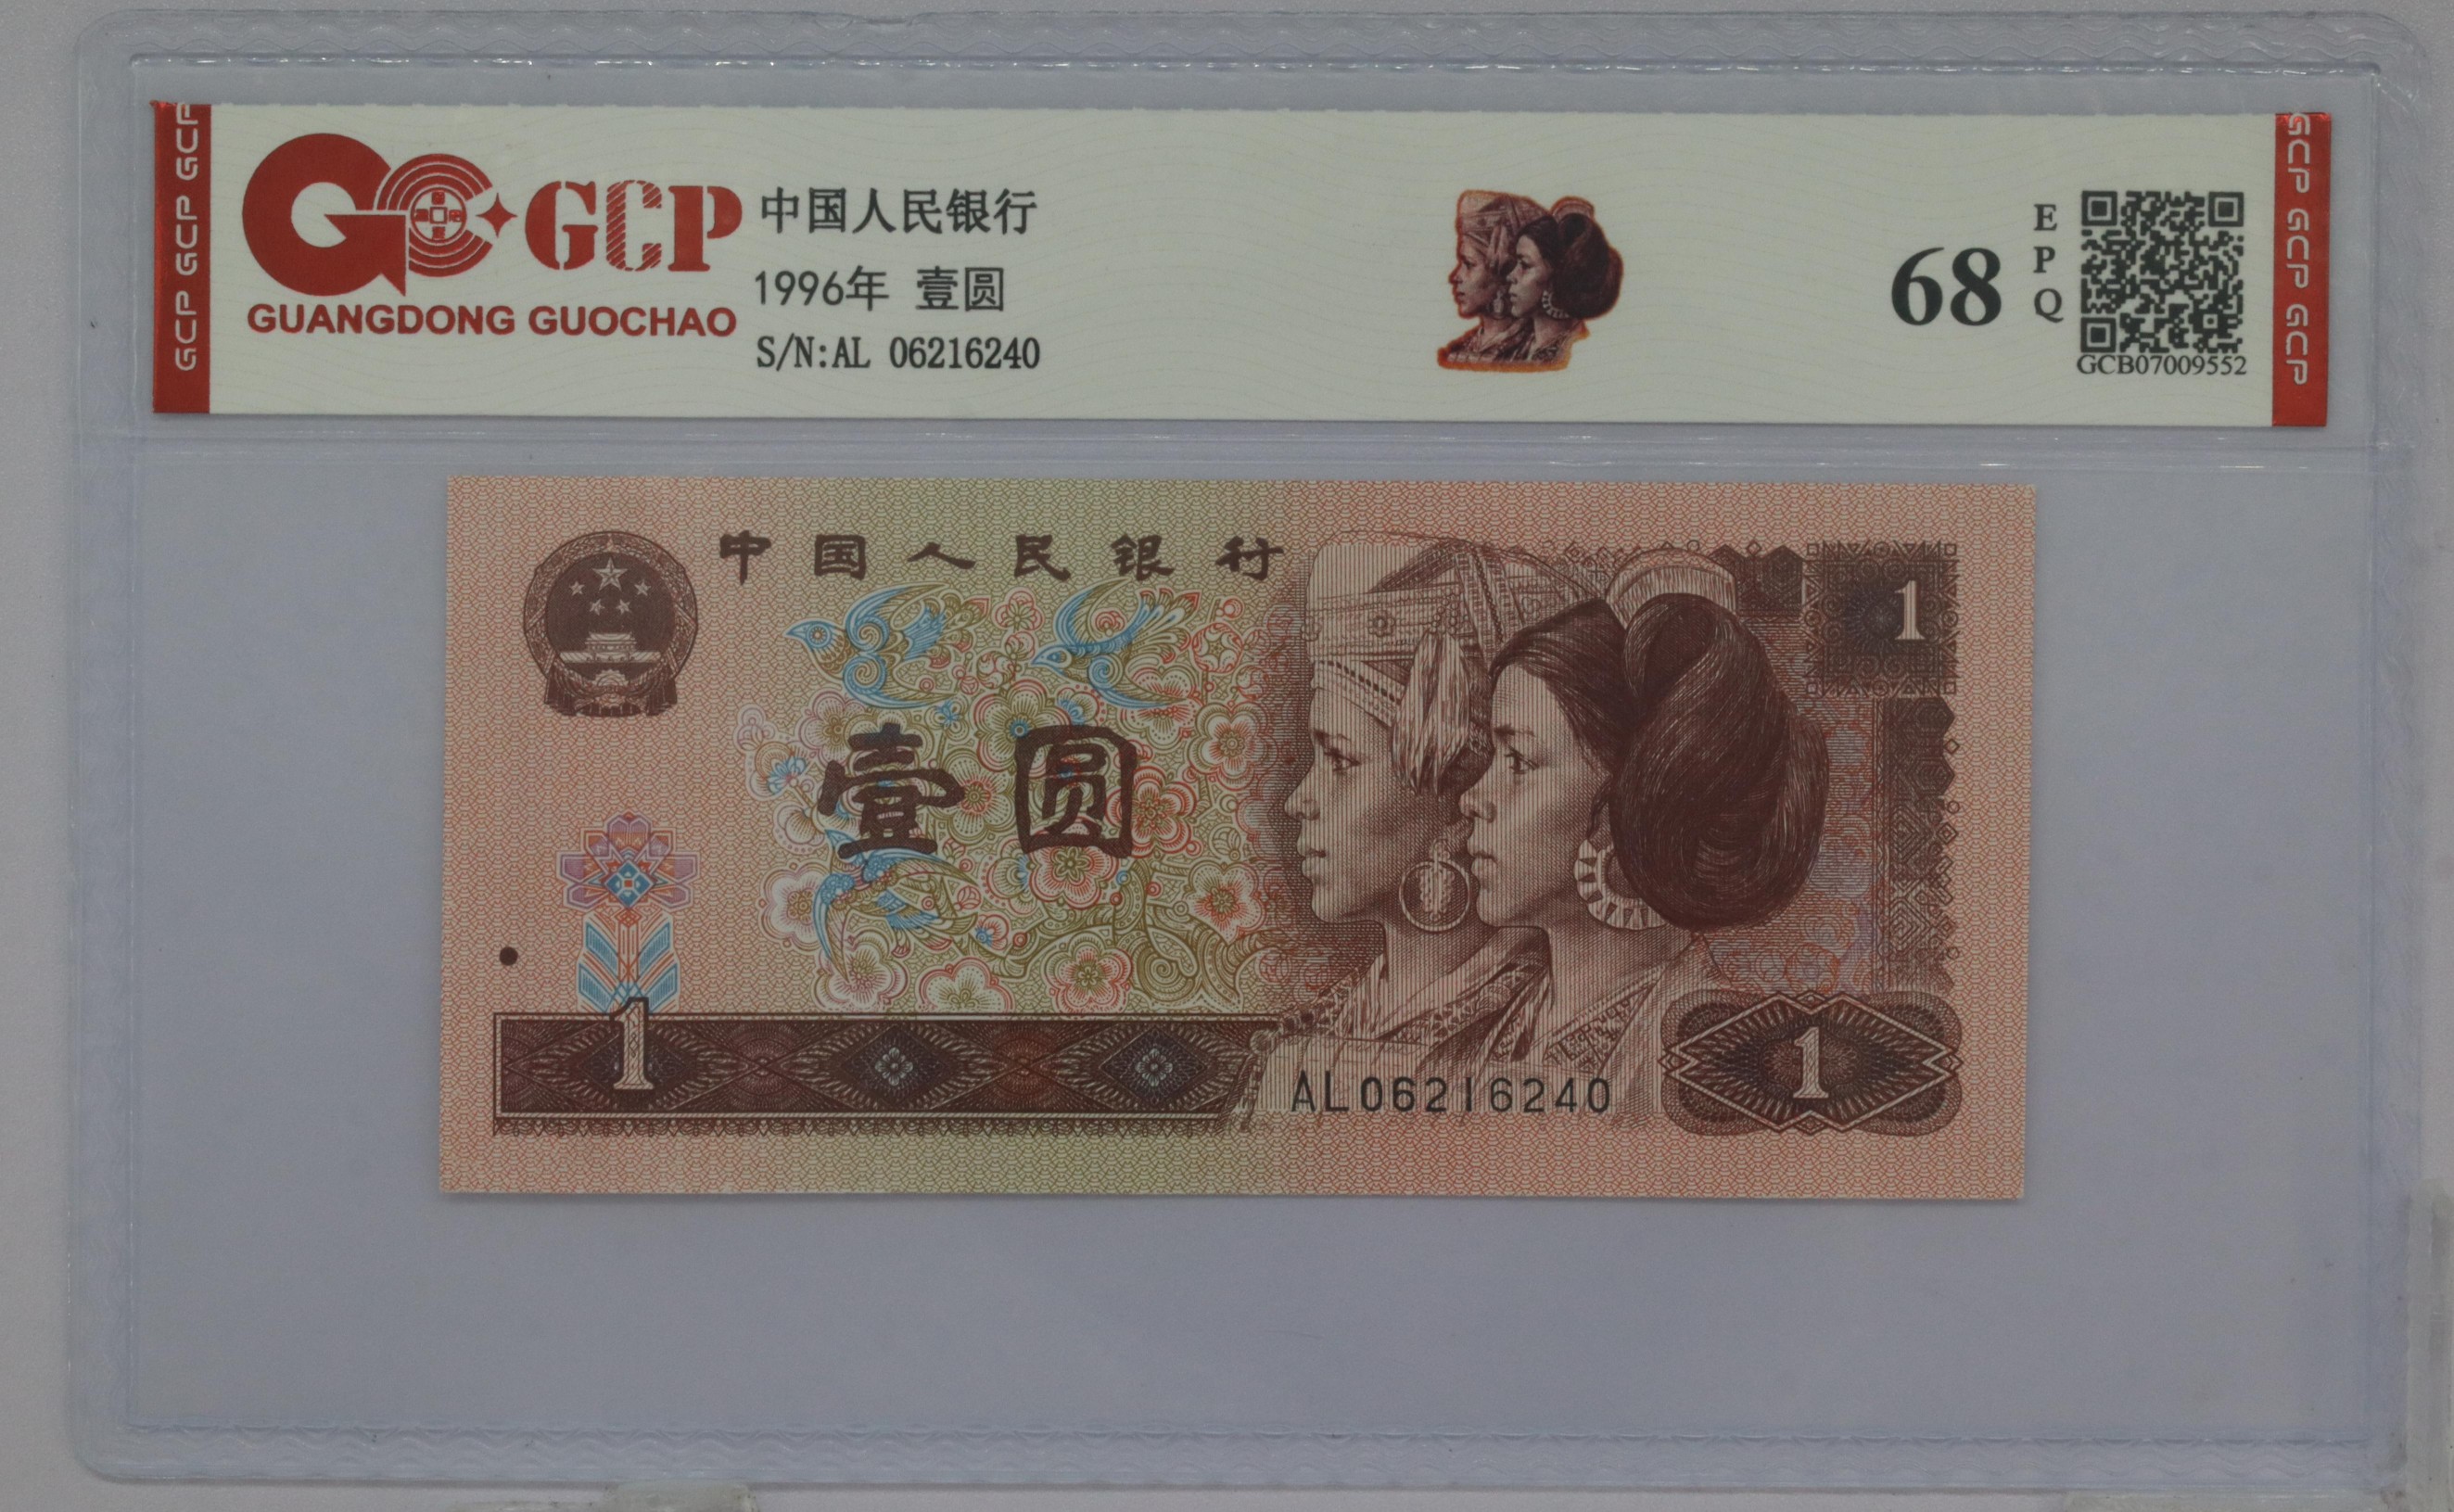 GCP GCP GCP
GCP
GUANGDONG GUOCHAO
中国人民银行
1996年 壹圆
S/N:AL 06216240
68
E
P
Q
GCB07009552
GCP GCP GCP
中国人民银行
1
壹圆
1
AL06216240
1